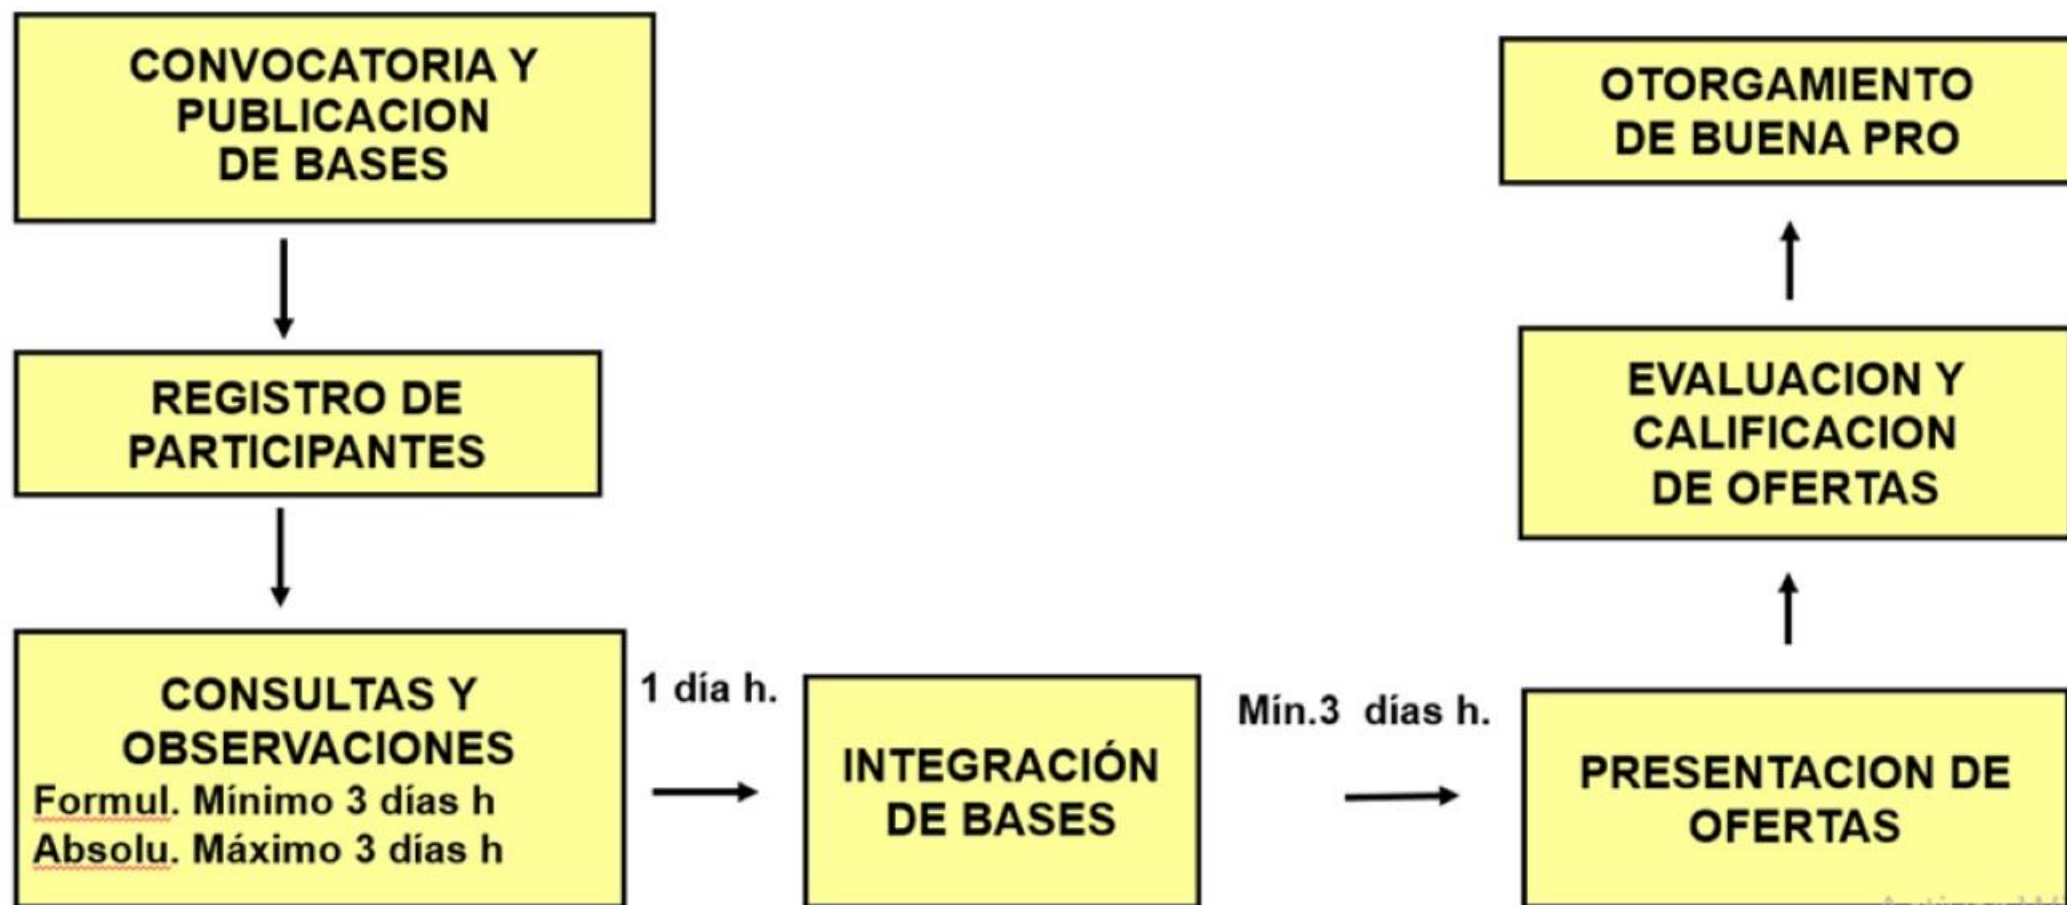 CONVOCATORIA Y
PUBLICACION
DE BASES
REGISTRO DE
PARTICIPANTES
CONSULTAS Y
OBSERVACIONES
Formul. Mínimo 3 días h
Absolu. Máximo 3 días h
1 día h.
INTEGRACIÓN
DE BASES
Mín.3 días h.
PRESENTACION DE
OFERTAS
EVALUACION Y
CALIFICACION
DE OFERTAS
OTORGAMIENTO
DE BUENA PRO